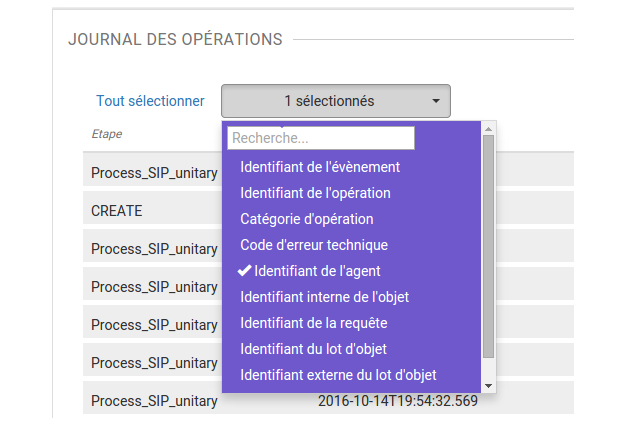 JOURNAL DES OPÉRATIONS
Tout sélectionner
1 sélectionnés
Etape
Recherche...
Process_SIP_unitary
Identifiant de l'évènement
Identifiant de l'opération
CREATE
Catégorie d'opération
Process_SIP_unitary
Code d'erreur technique
Identifiant de l'agent
Process_SIP_unitary
Identifiant interne de l'objet
Process_SIP_unitary
Identifiant de la requête
Process_SIP_unitary
Identifiant du lot d'objet
Identifiant externe du lot d'objet
Process_SIP_unitary 2016-10-14T19:54:32.569